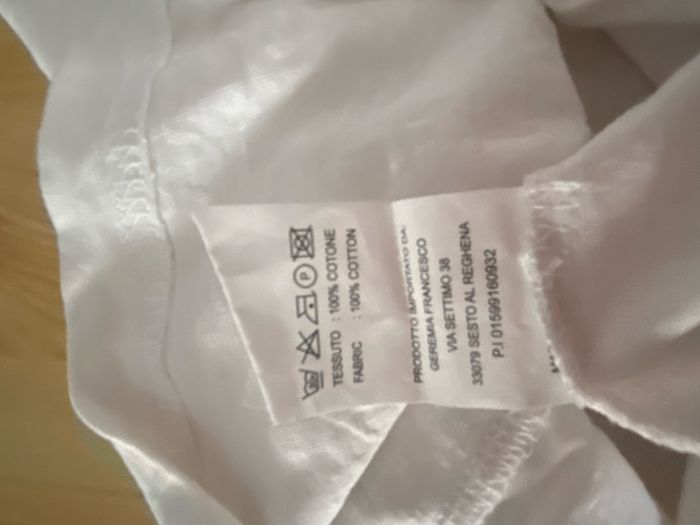 TESSUTO : 100% COTONE
FABRIC : 100% COTTON
PRODOTTO IMPORTATO DA:
GEREMIA FRANCESCO
VIA SETTIMO 38
33079 SESTO AL REGHENA
P.I 01599160932